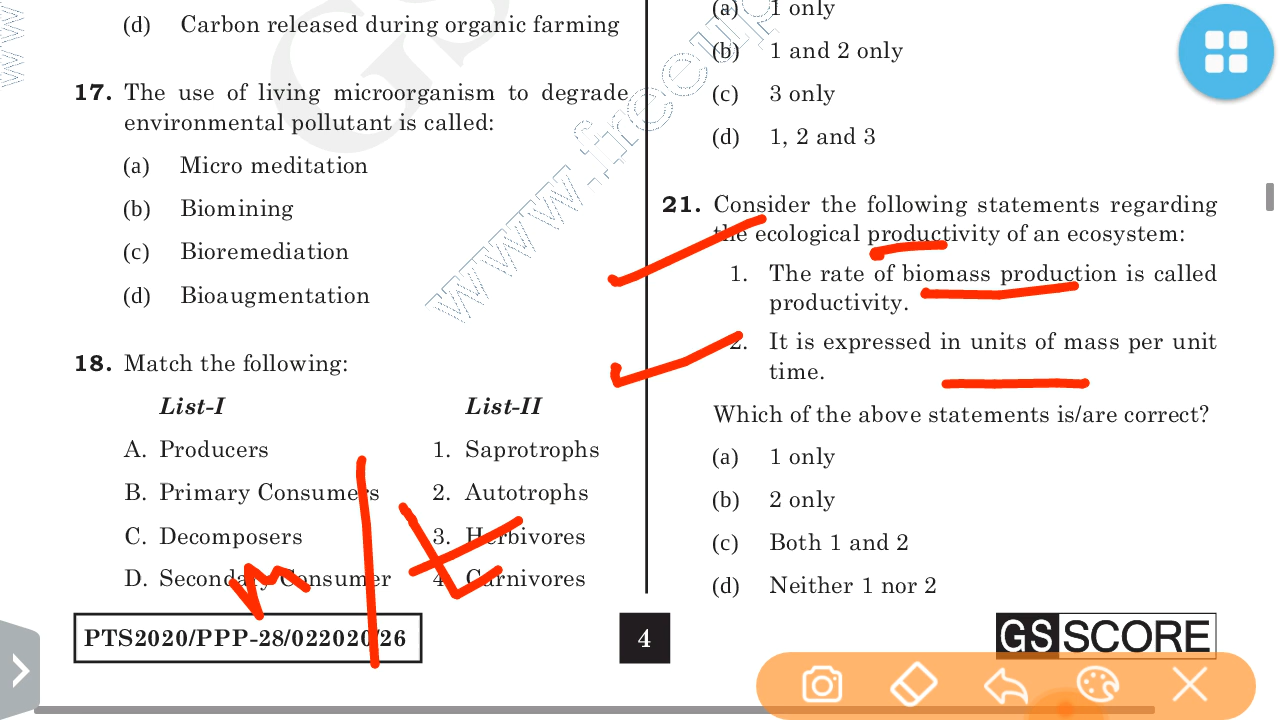 (d) Carbon released during organic farming
17. The use of living microorganism to degrade
environmental pollutant is called:
(a) Micro meditation
(b) Biomining
(c) Bioremediation
(d) Bioaugmentation
18. Match the following:
List-I List-II
A. Producers 1. Saprotrophs
B. Primary Consumers 2. Autotrophs
C. Decomposers 3. Herbivores
D. Secondary Consumer 4. Carnivores
m/t
PTS2020/PPP-28/022020/26
4
(a) 1 only
(b) 1 and 2 only
(c) 3 only
(d) 1, 2 and 3
21. Consider the following statements regarding
the ecological productivity of an ecosystem:
1. The rate of biomass production is called
productivity.
2. It is expressed in units of mass per unit
time.
Which of the above statements is/are correct?
(a) 1 only
(b) 2 only
(c) Both 1 and 2
(d) Neither 1 nor 2
GS SCORE
www.freeup
GS